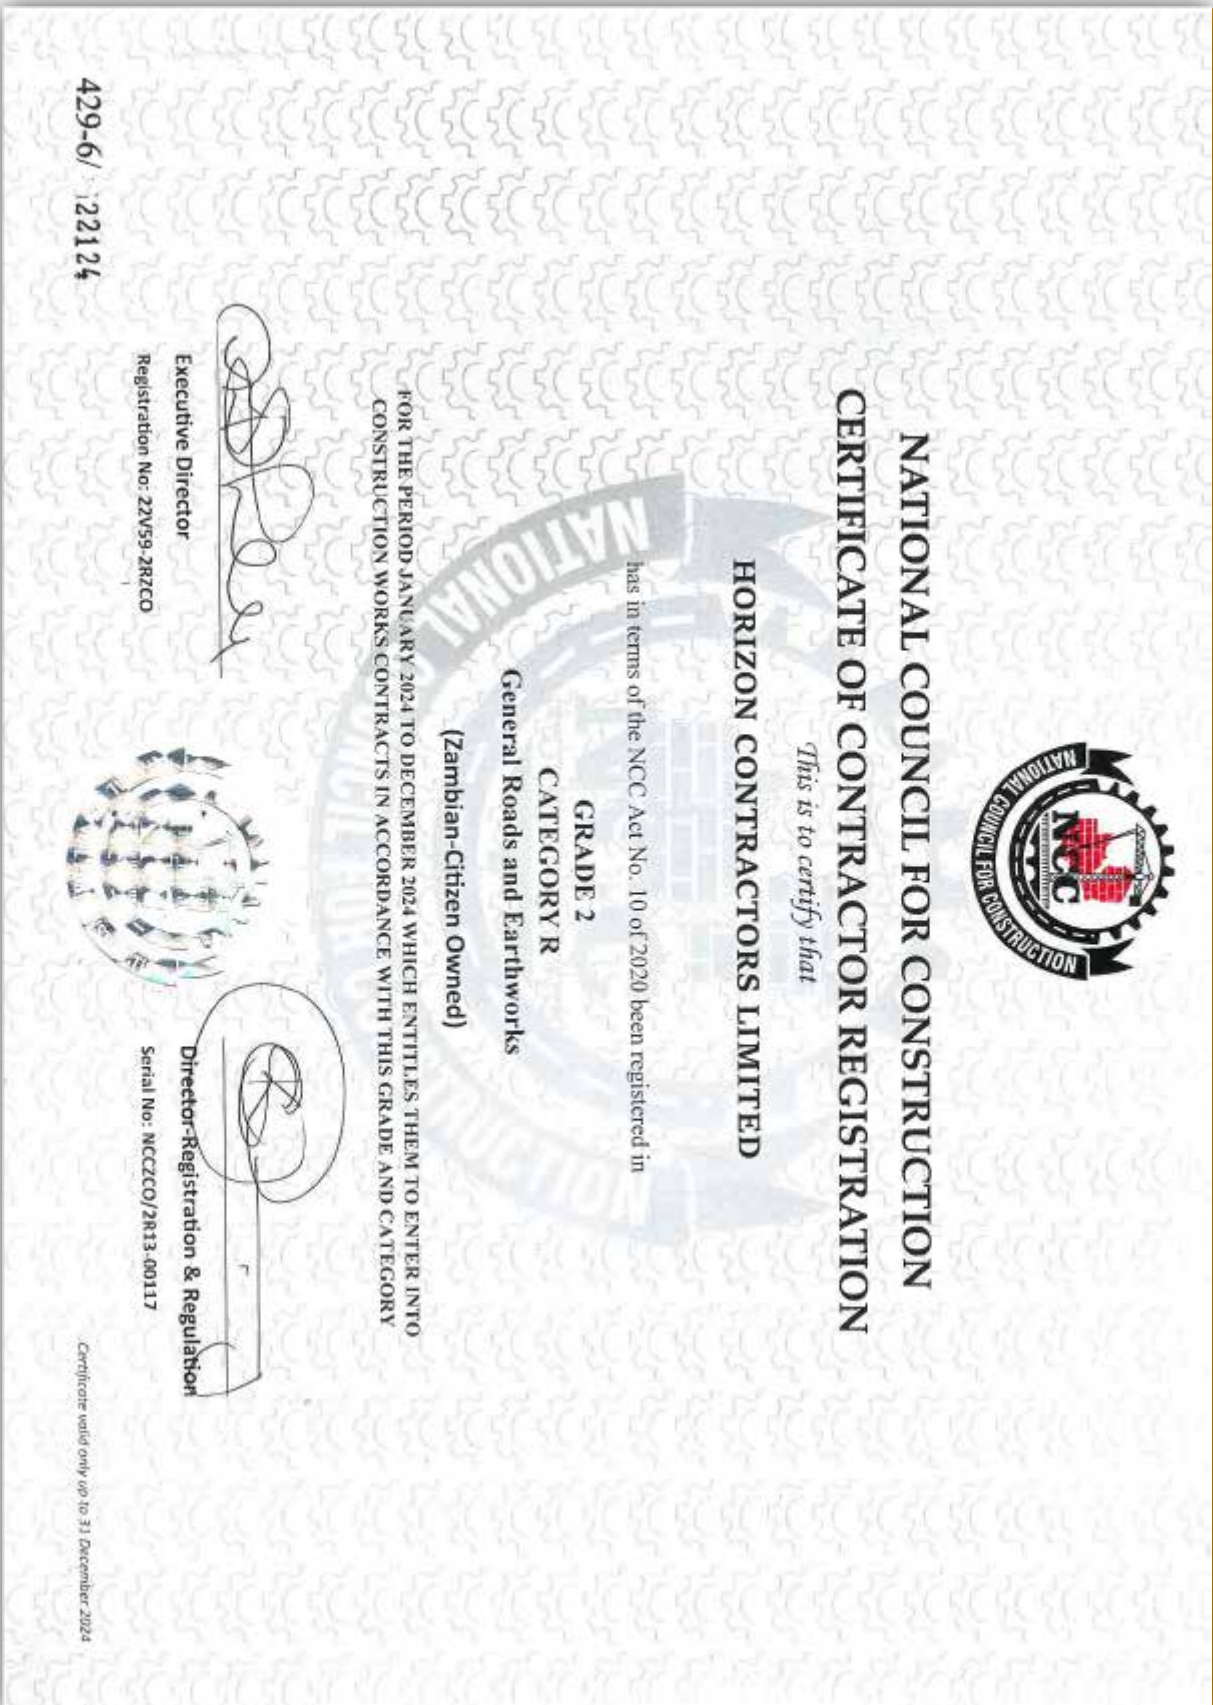 NCC
NATIONAL COUNCIL FOR CONSTRUCTION
NATIONAL COUNCIL FOR CONSTRUCTION
CERTIFICATE OF CONTRACTOR REGISTRATION
This is to certify that
HORIZON CONTRACTORS LIMITED
has in terms of the NCC Act No. 10 of 2020 been registered in
GRADE 2
CATEGORY R
General Roads and Earthworks
(Zambian-Citizen Owned)
FOR THE PERIOD JANUARY 2024 TO DECEMBER 2024 WHICH ENTITLES THEM TO ENTER INTO
CONSTRUCTION WORKS CONTRACTS IN ACCORDANCE WITH THIS GRADE AND CATEGORY
Executive Director
Registration No: 22V59-2RZCO
Director-Registration & Regulation
Serial No: NCCZCO/2R13-00117
429-6/ 122124
Certificate valid only up to 31 December 2024